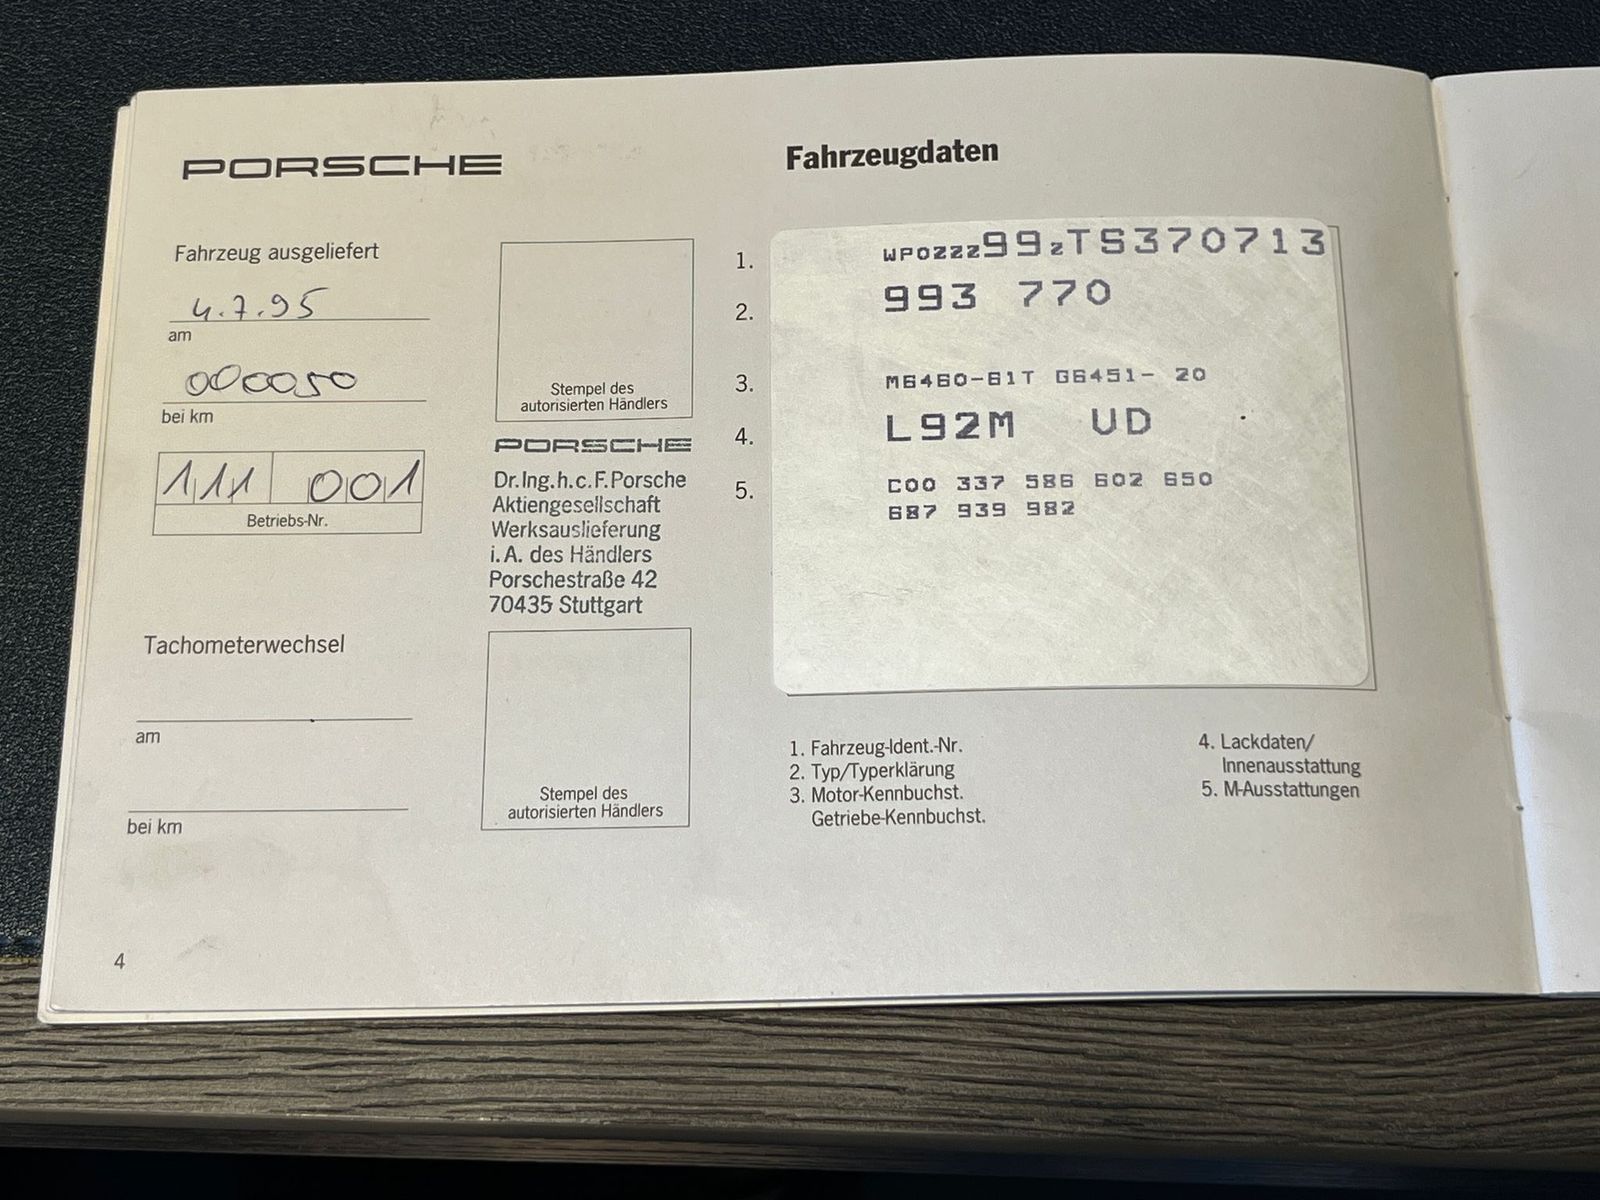 PORSCHE
Fahrzeug ausgeliefert
4.7.95
am
000050
bei km
111 001
Betriebs-Nr.
Stempel des
autorisierten Händlers
PORSCHE
Dr.Ing.h.c.F.Porsche
Aktiengesellschaft
Werksauslieferung
i.A. des Händlers
Porschestraße 42
70435 Stuttgart
Tachometerwechsel
am
bei km
Stempel des
autorisierten Händlers
4
Fahrzeugdaten
1. WP0ZZZ99ZTS370713
2. 993 770
3. M6460-61T G6451- 20
4. L92M UD
5. C00 337 586 602 650
687 939 982
1. Fahrzeug-Ident.-Nr.
2. Typ/Typerklärung
3. Motor-Kennbuchst.
Getriebe-Kennbuchst.
4. Lackdaten/
Innenausstattung
5. M-Ausstattungen